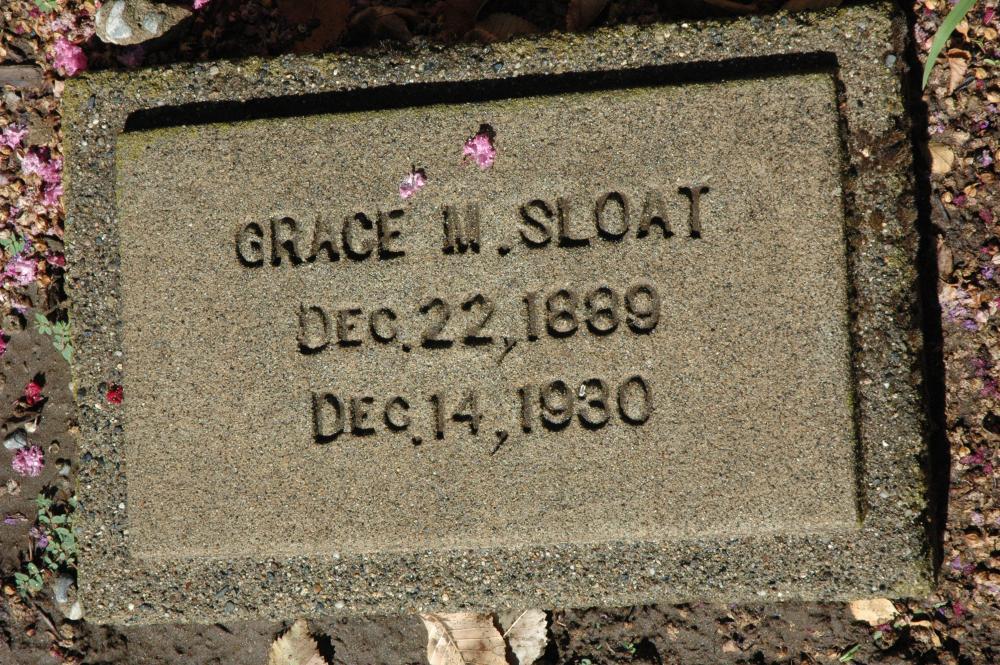 GRACE M. SLOAT
DEC. 22, 1889
DEC. 14, 1930